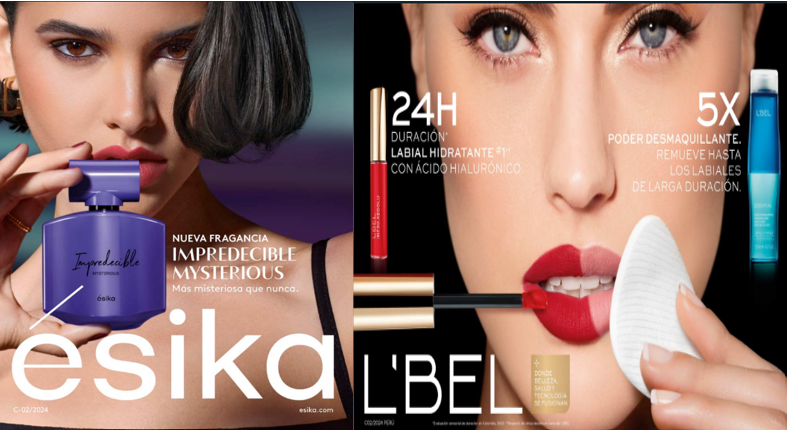 Impredecible
MYSTERIOUS
ésika
NUEVA FRAGANCIA
IMPREDECIBLE
MYSTERIOUS
Más misteriosa que nunca.
ésika
C-02/2024
esika.com
24H
DURACIÓN*
LABIAL HIDRATANTE #1**
CON ÁCIDO HIALURÓNICO
5X
PODER DESMAQUILLANTE.
REMUEVE HASTA
LOS LABIALES
DE LARGA DURACIÓN.
L'BEL
L'BEL
DONDE
BELLEZA,
SALUD Y
TECNOLOGÍA
SE FUSIONAN
C02/2024 PERÚ